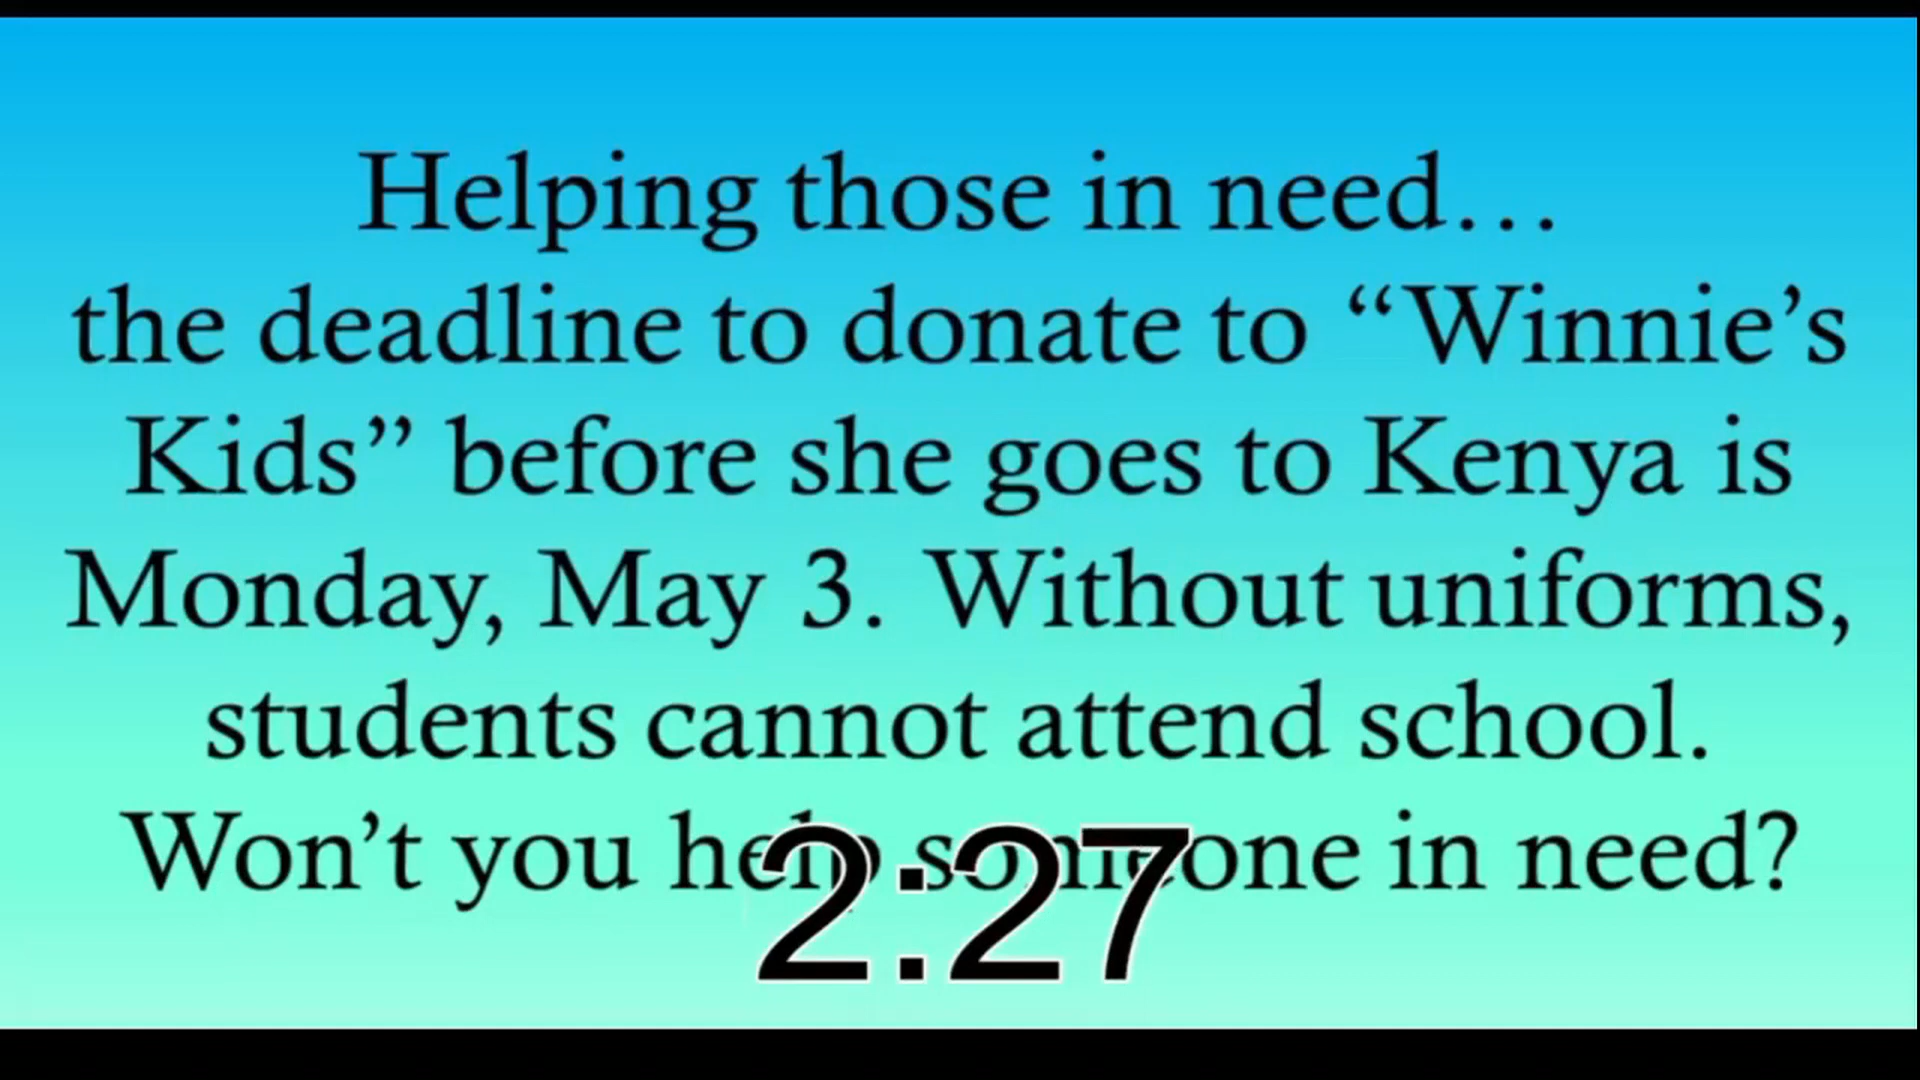 Helping those in need…
the deadline to donate to “Winnie’s
Kids” before she goes to Kenya is
Monday, May 3. Without uniforms,
students cannot attend school.
Won’t you help someone in need?
2:27